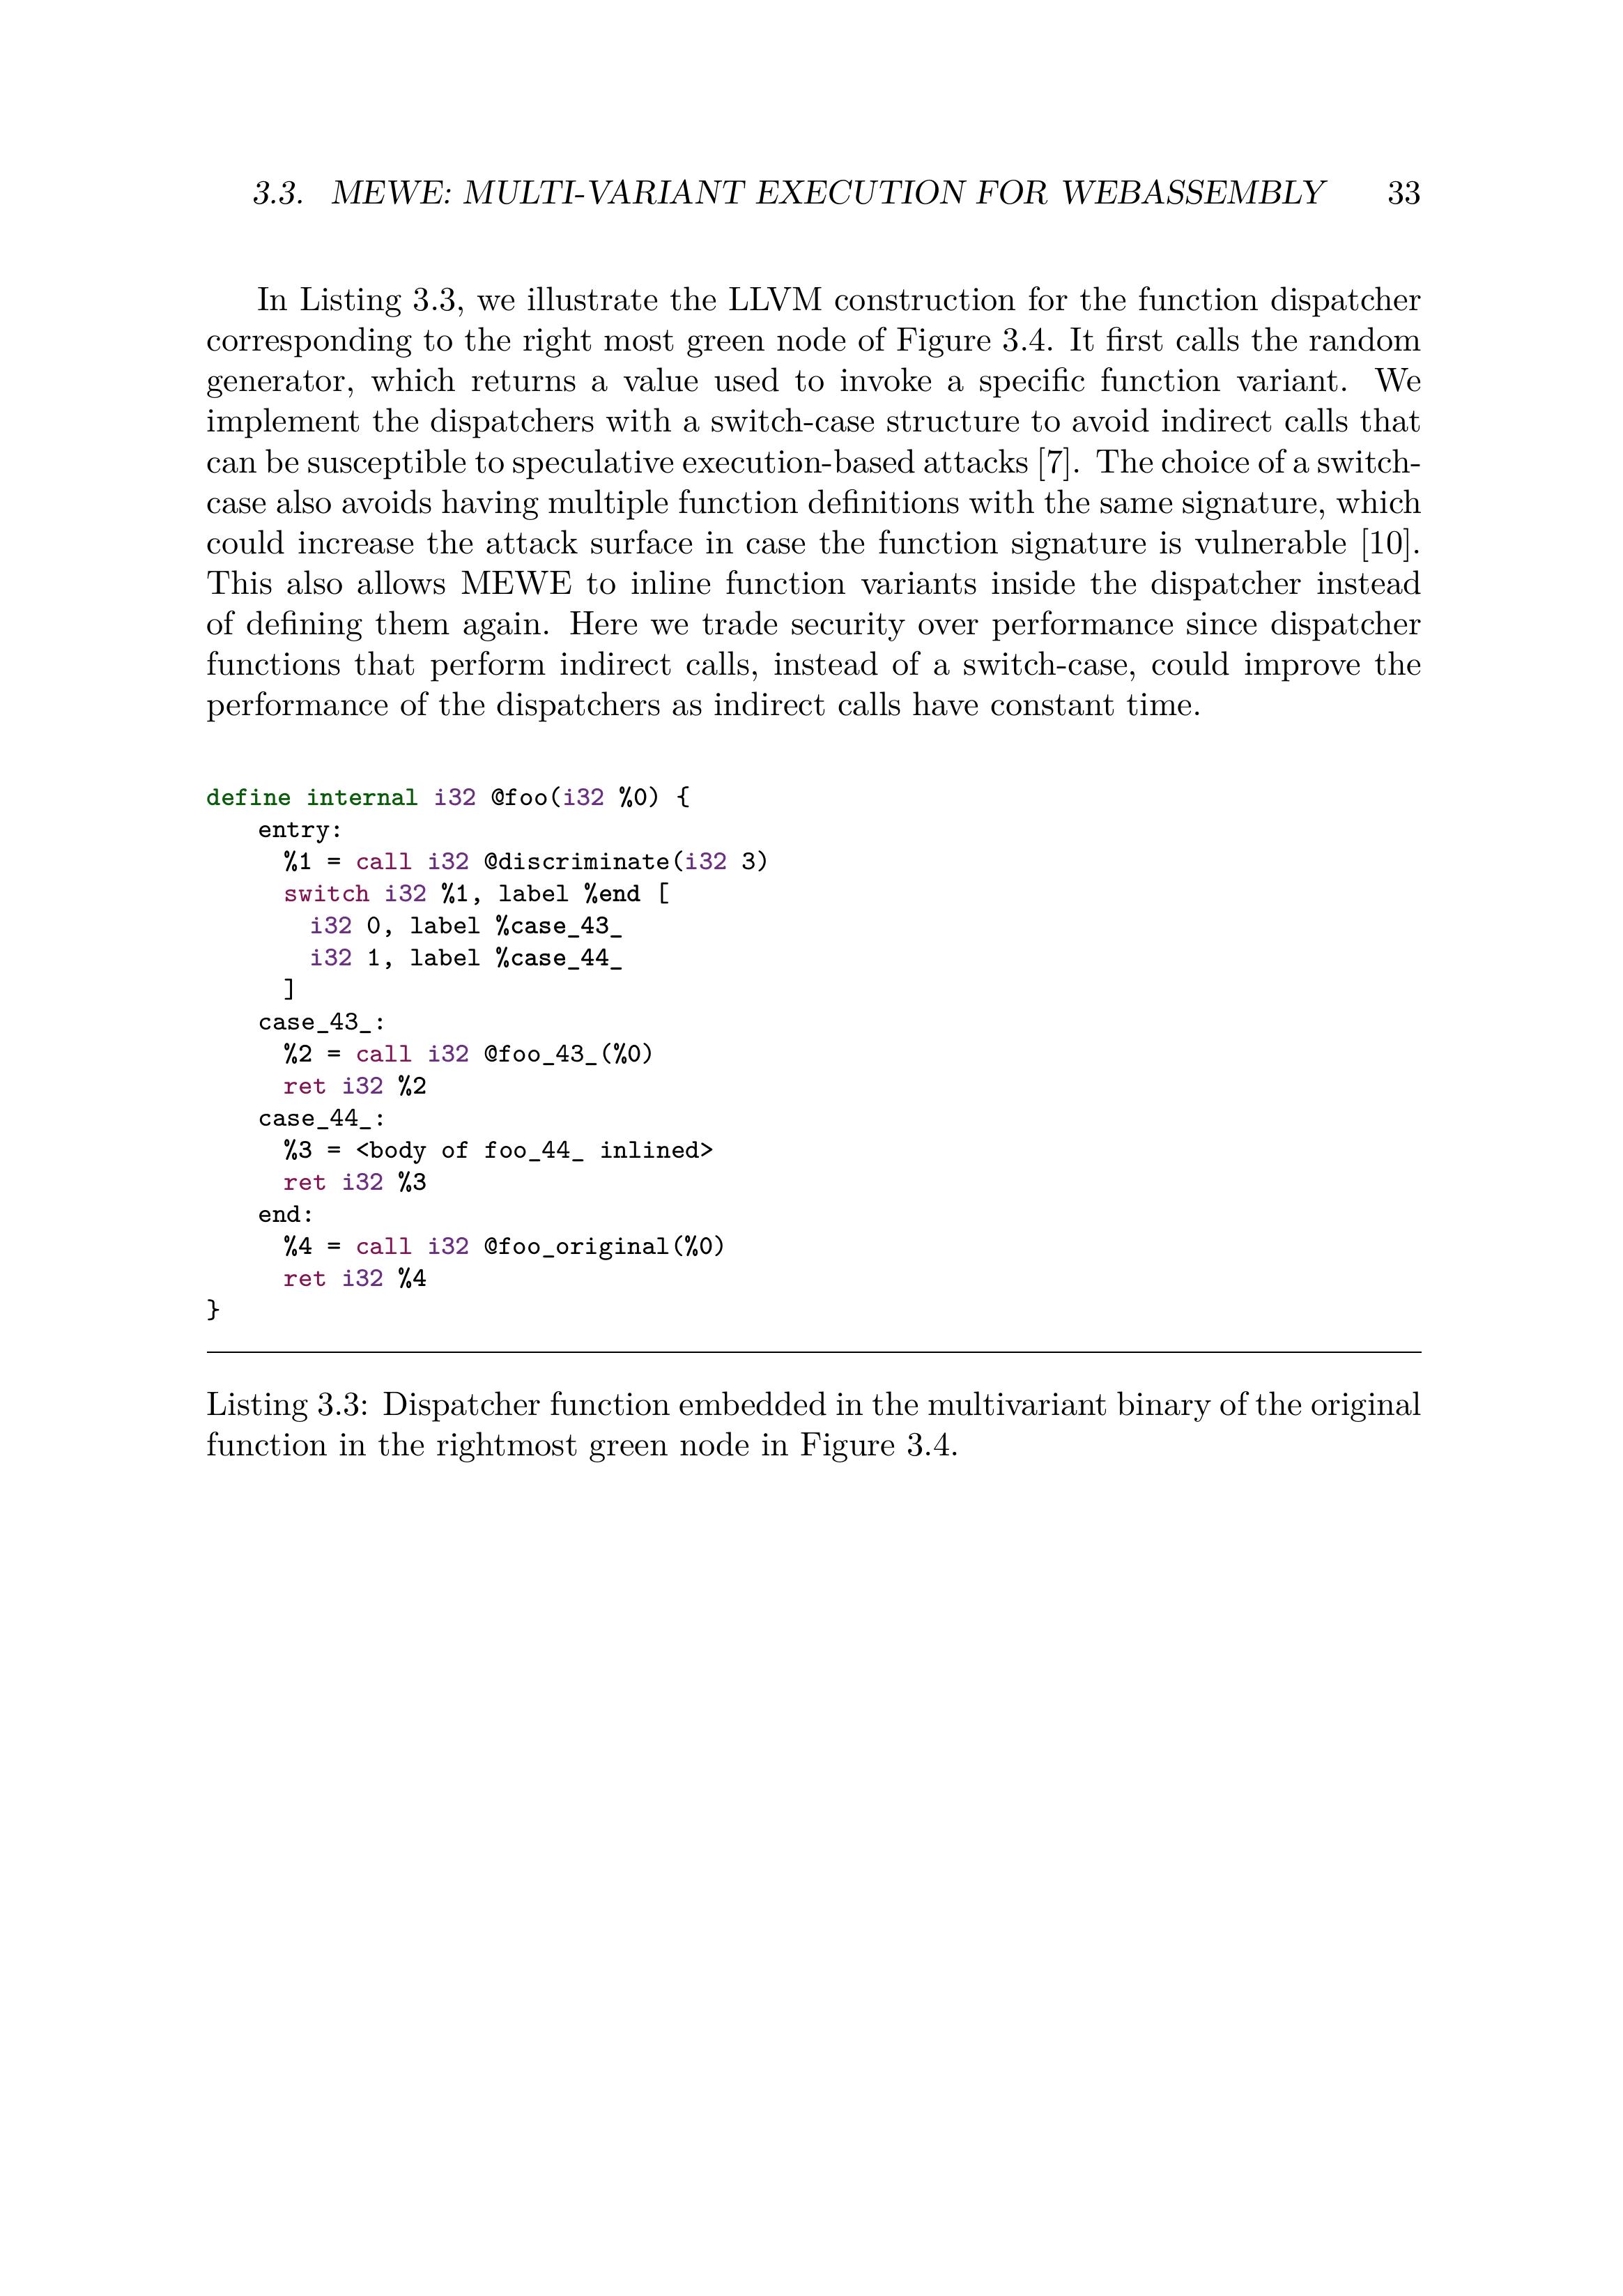 3.3. MEWE: MULTI-VARIANT EXECUTION FOR WEBASSEMBLY 33
In Listing 3.3, we illustrate the LLVM construction for the function dispatcher
corresponding to the right most green node of Figure 3.4. It first calls the random
generator, which returns a value used to invoke a specific function variant. We
implement the dispatchers with a switch-case structure to avoid indirect calls that
can be susceptible to speculative execution-based attacks [7]. The choice of a switch-
case also avoids having multiple function definitions with the same signature, which
could increase the attack surface in case the function signature is vulnerable [10].
This also allows MEWE to inline function variants inside the dispatcher instead
of defining them again. Here we trade security over performance since dispatcher
functions that perform indirect calls, instead of a switch-case, could improve the
performance of the dispatchers as indirect calls have constant time.
define internal i32 @foo(i32 %0) {
entry:
%1 = call i32 @discriminate(i32 3)
switch i32 %1, label %end [
i32 0, label %case_43_
i32 1, label %case_44_
]
case_43_:
%2 = call i32 @foo_43_(%0)
ret i32 %2
case_44_:
%3 = <body of foo_44_ inlined>
ret i32 %3
end:
%4 = call i32 @foo_original(%0)
ret i32 %4
}
Listing 3.3: Dispatcher function embedded in the multivariant binary of the original
function in the rightmost green node in Figure 3.4.